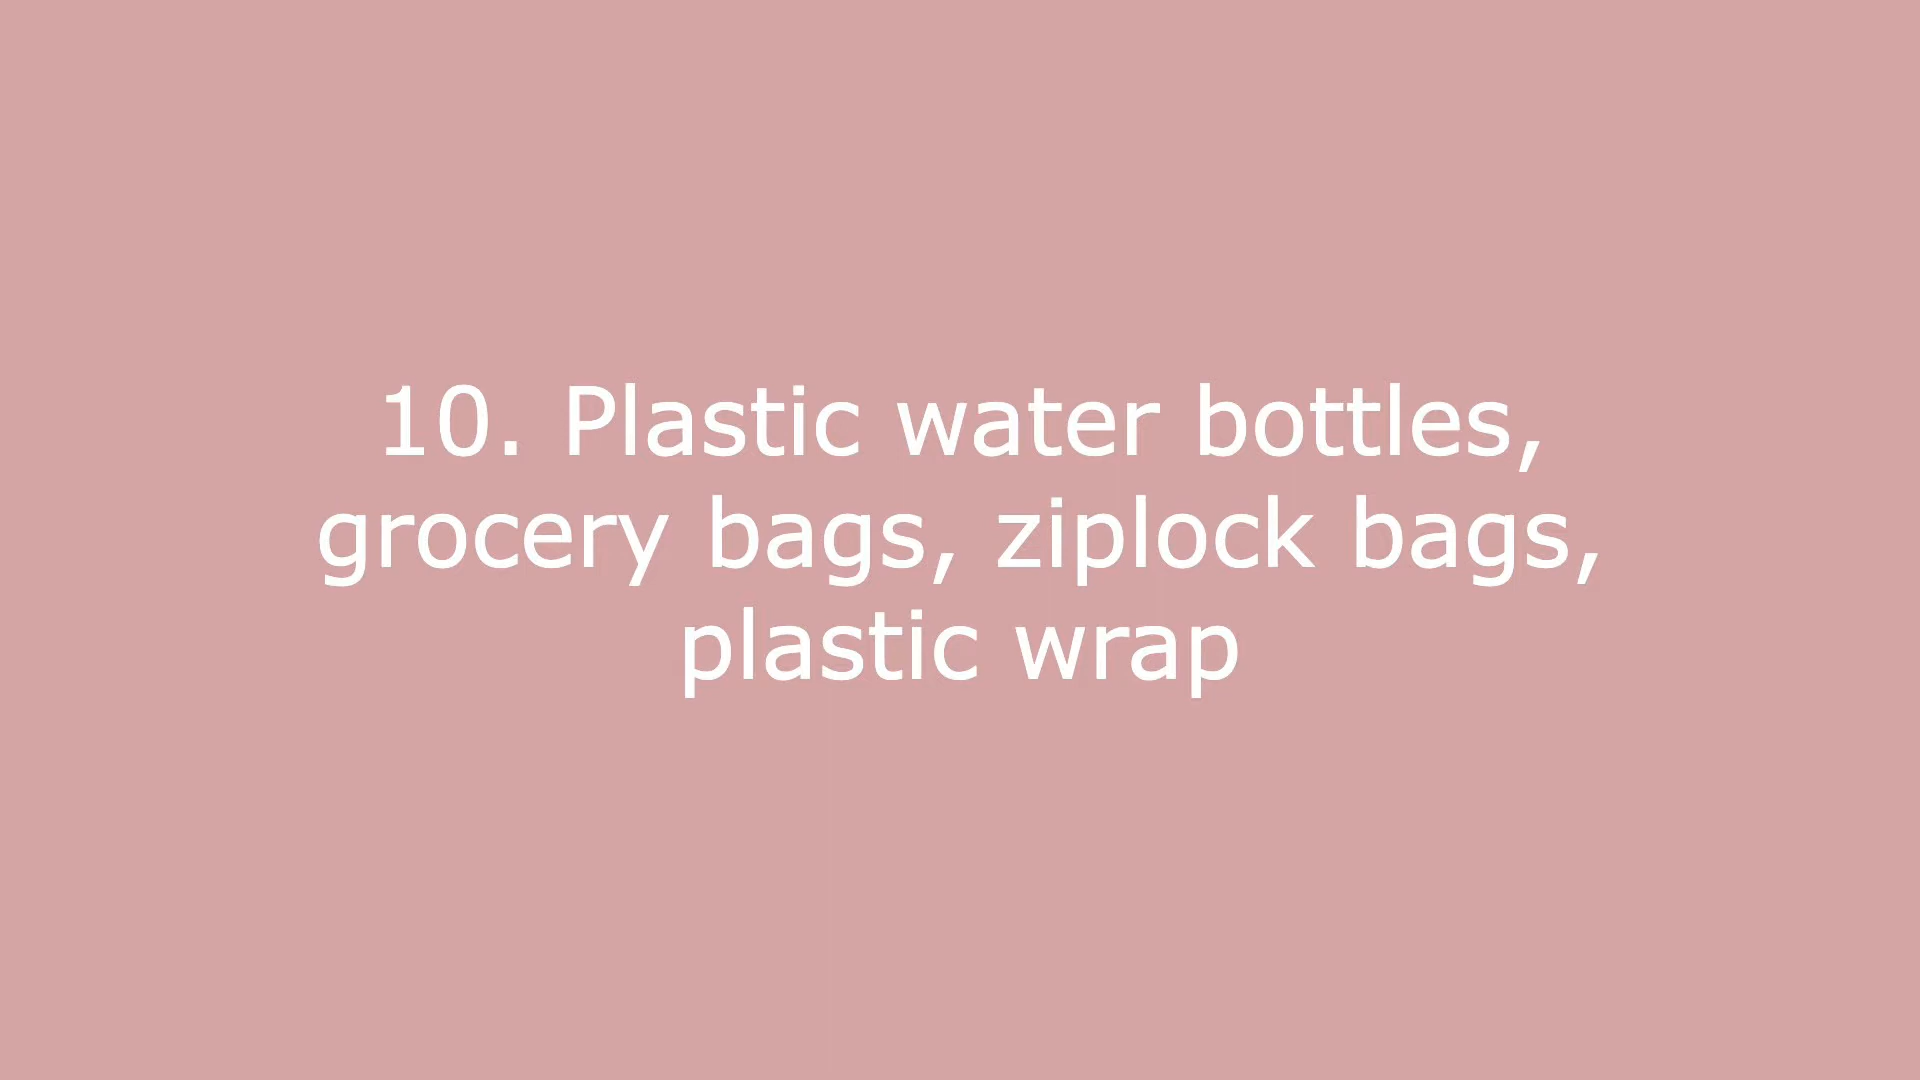 10. Plastic water bottles,
grocery bags, ziplock bags,
plastic wrap